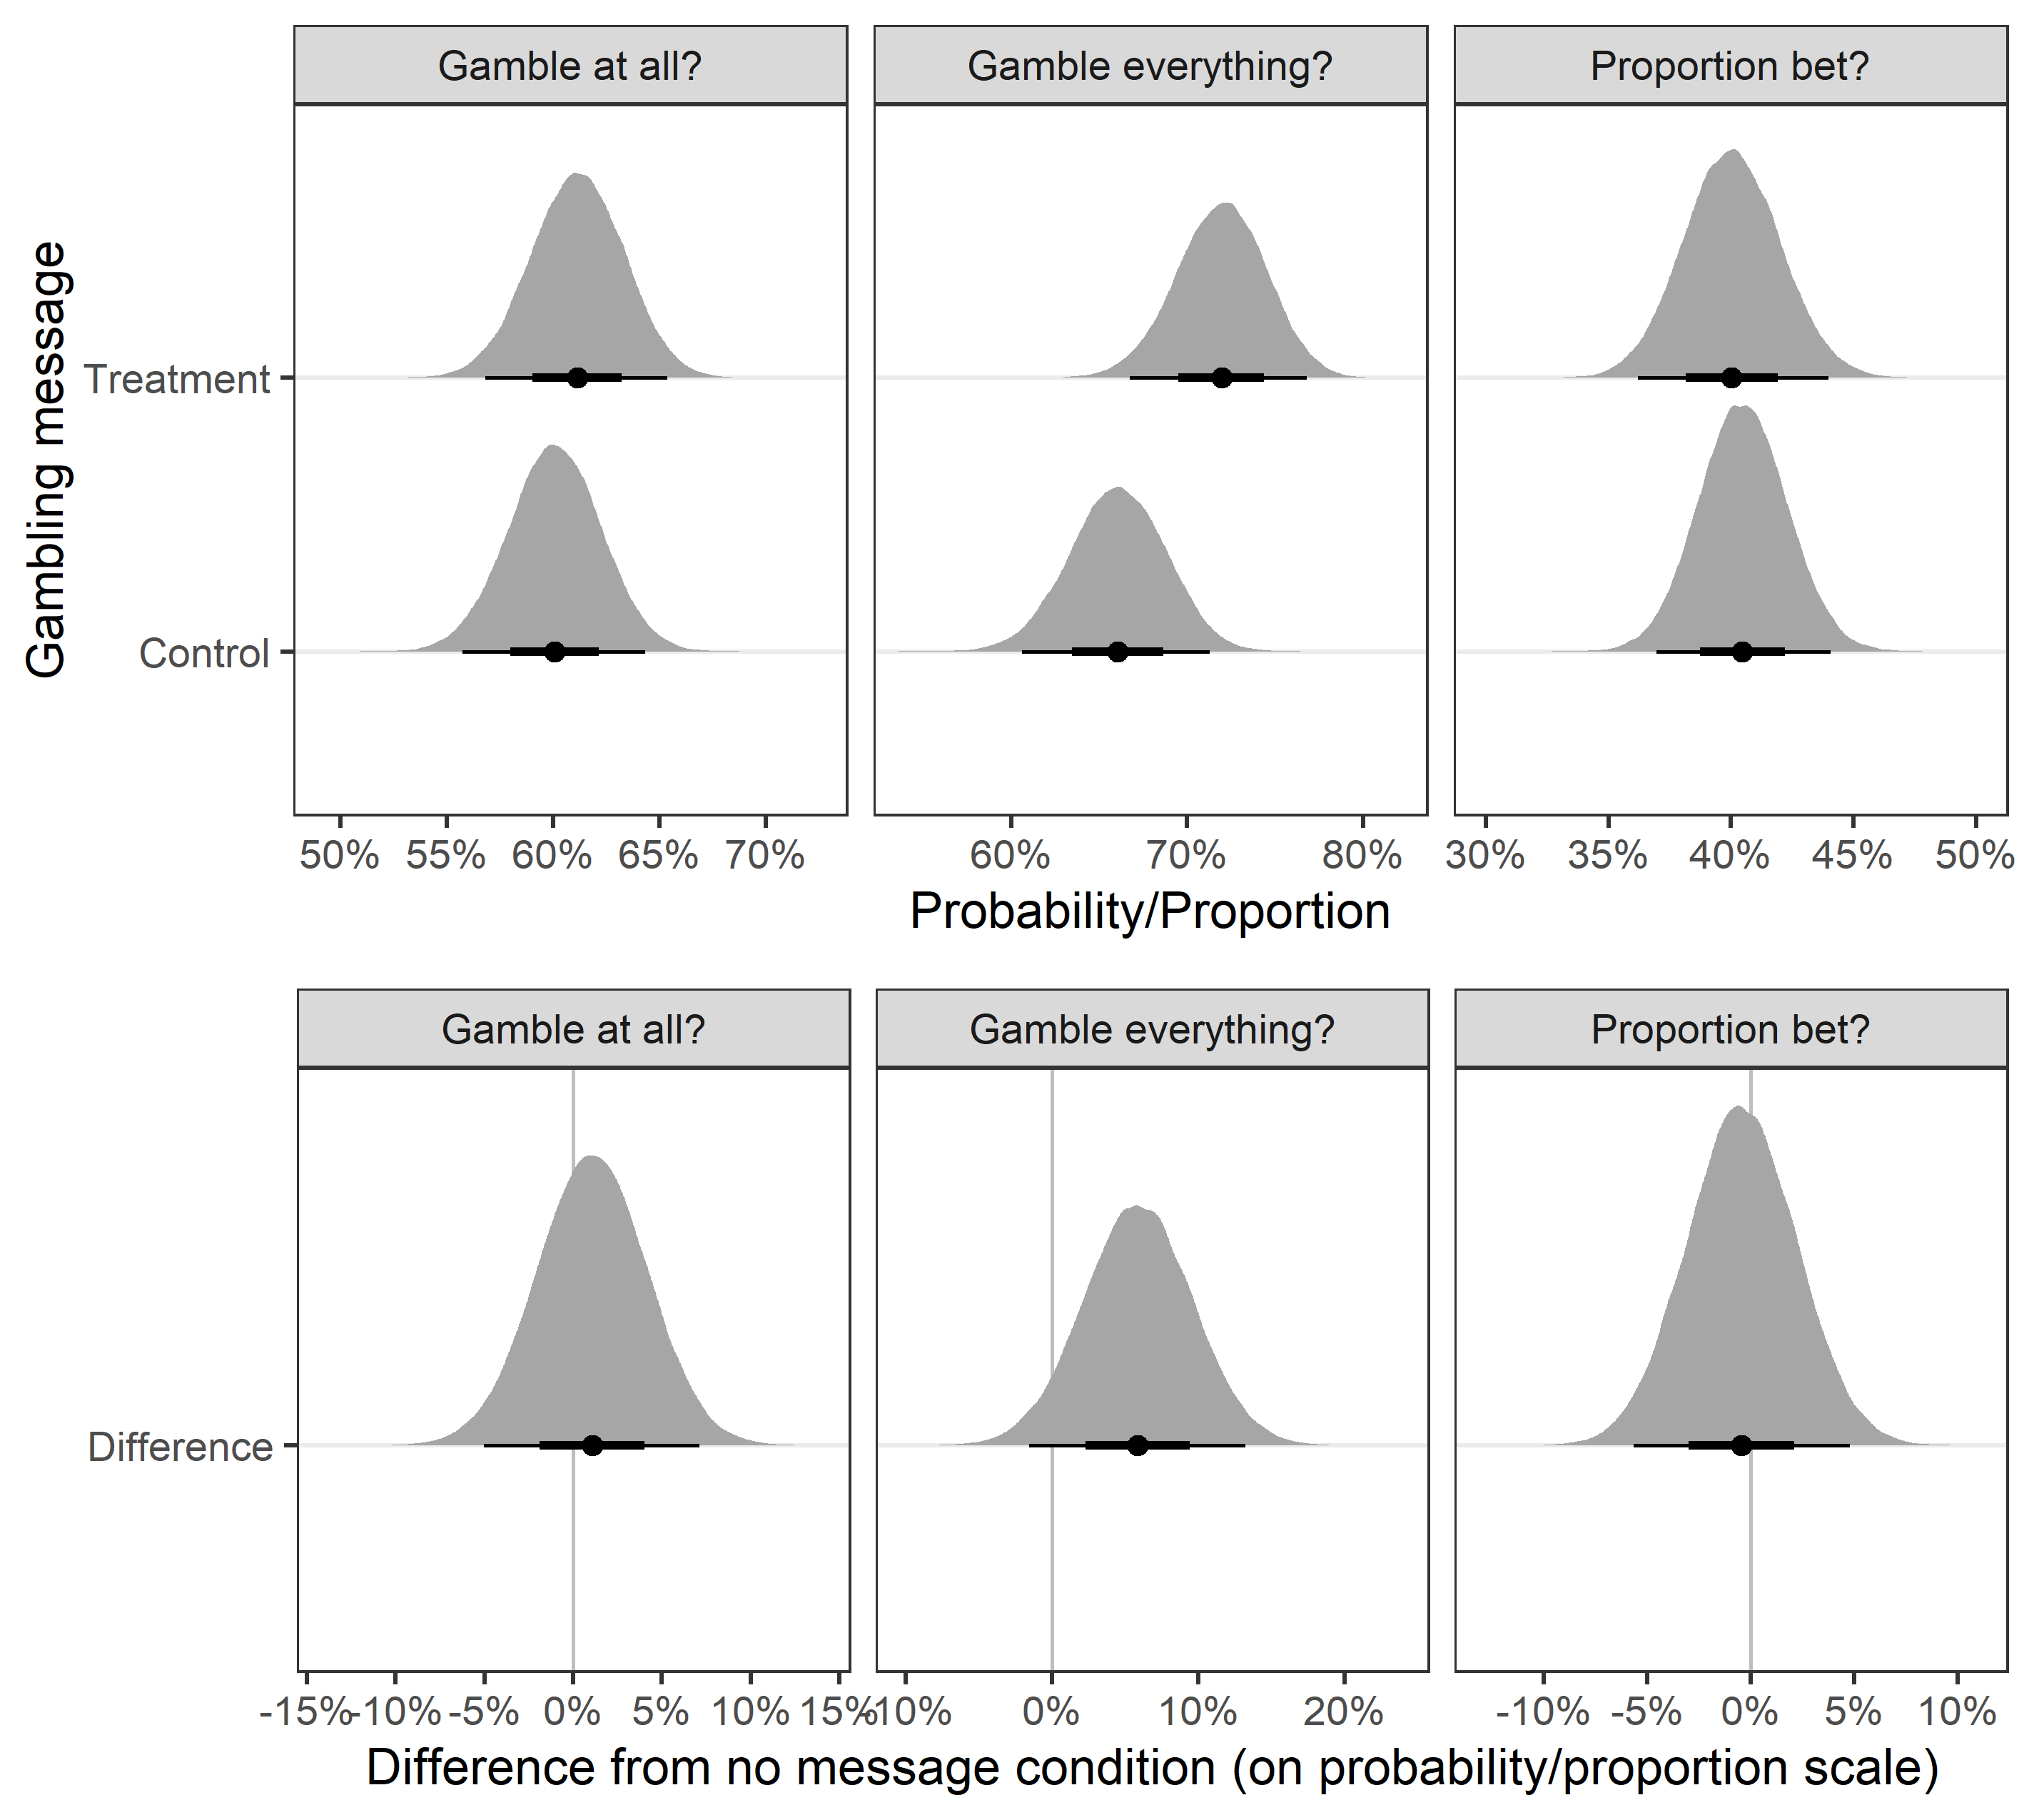 Gamble at all? Gamble everything? Proportion bet?
Gambling message
Treatment
Control
50% 55% 60% 65% 70% 60% 70% 80% 30% 35% 40% 45% 50%
Probability/Proportion
Gamble at all? Gamble everything? Proportion bet?
Difference
-15% -10% -5% 0% 5% 10% 15% -10% 0% 10% 20% -10% -5% 0% 5% 10%
Difference from no message condition (on probability/proportion scale)